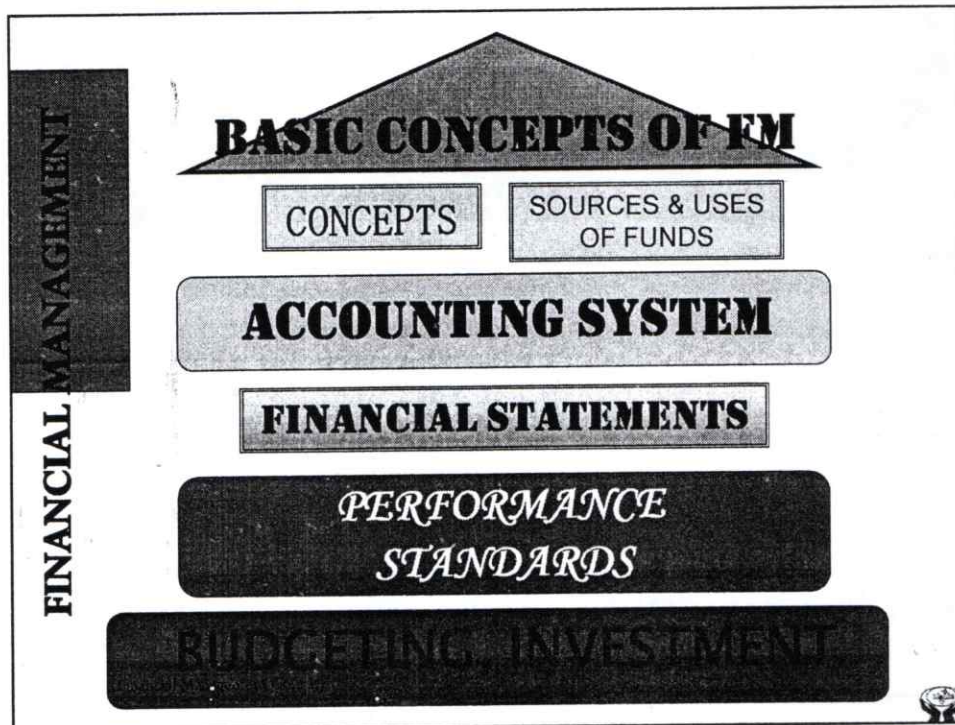 FINANCIAL MANAGEMENT
BASIC CONCEPTS OF FM
CONCEPTS
SOURCES & USES
OF FUNDS
ACCOUNTING SYSTEM
FINANCIAL STATEMENTS
PERFORMANCE
STANDARDS
BUDGETING, INVESTMENT